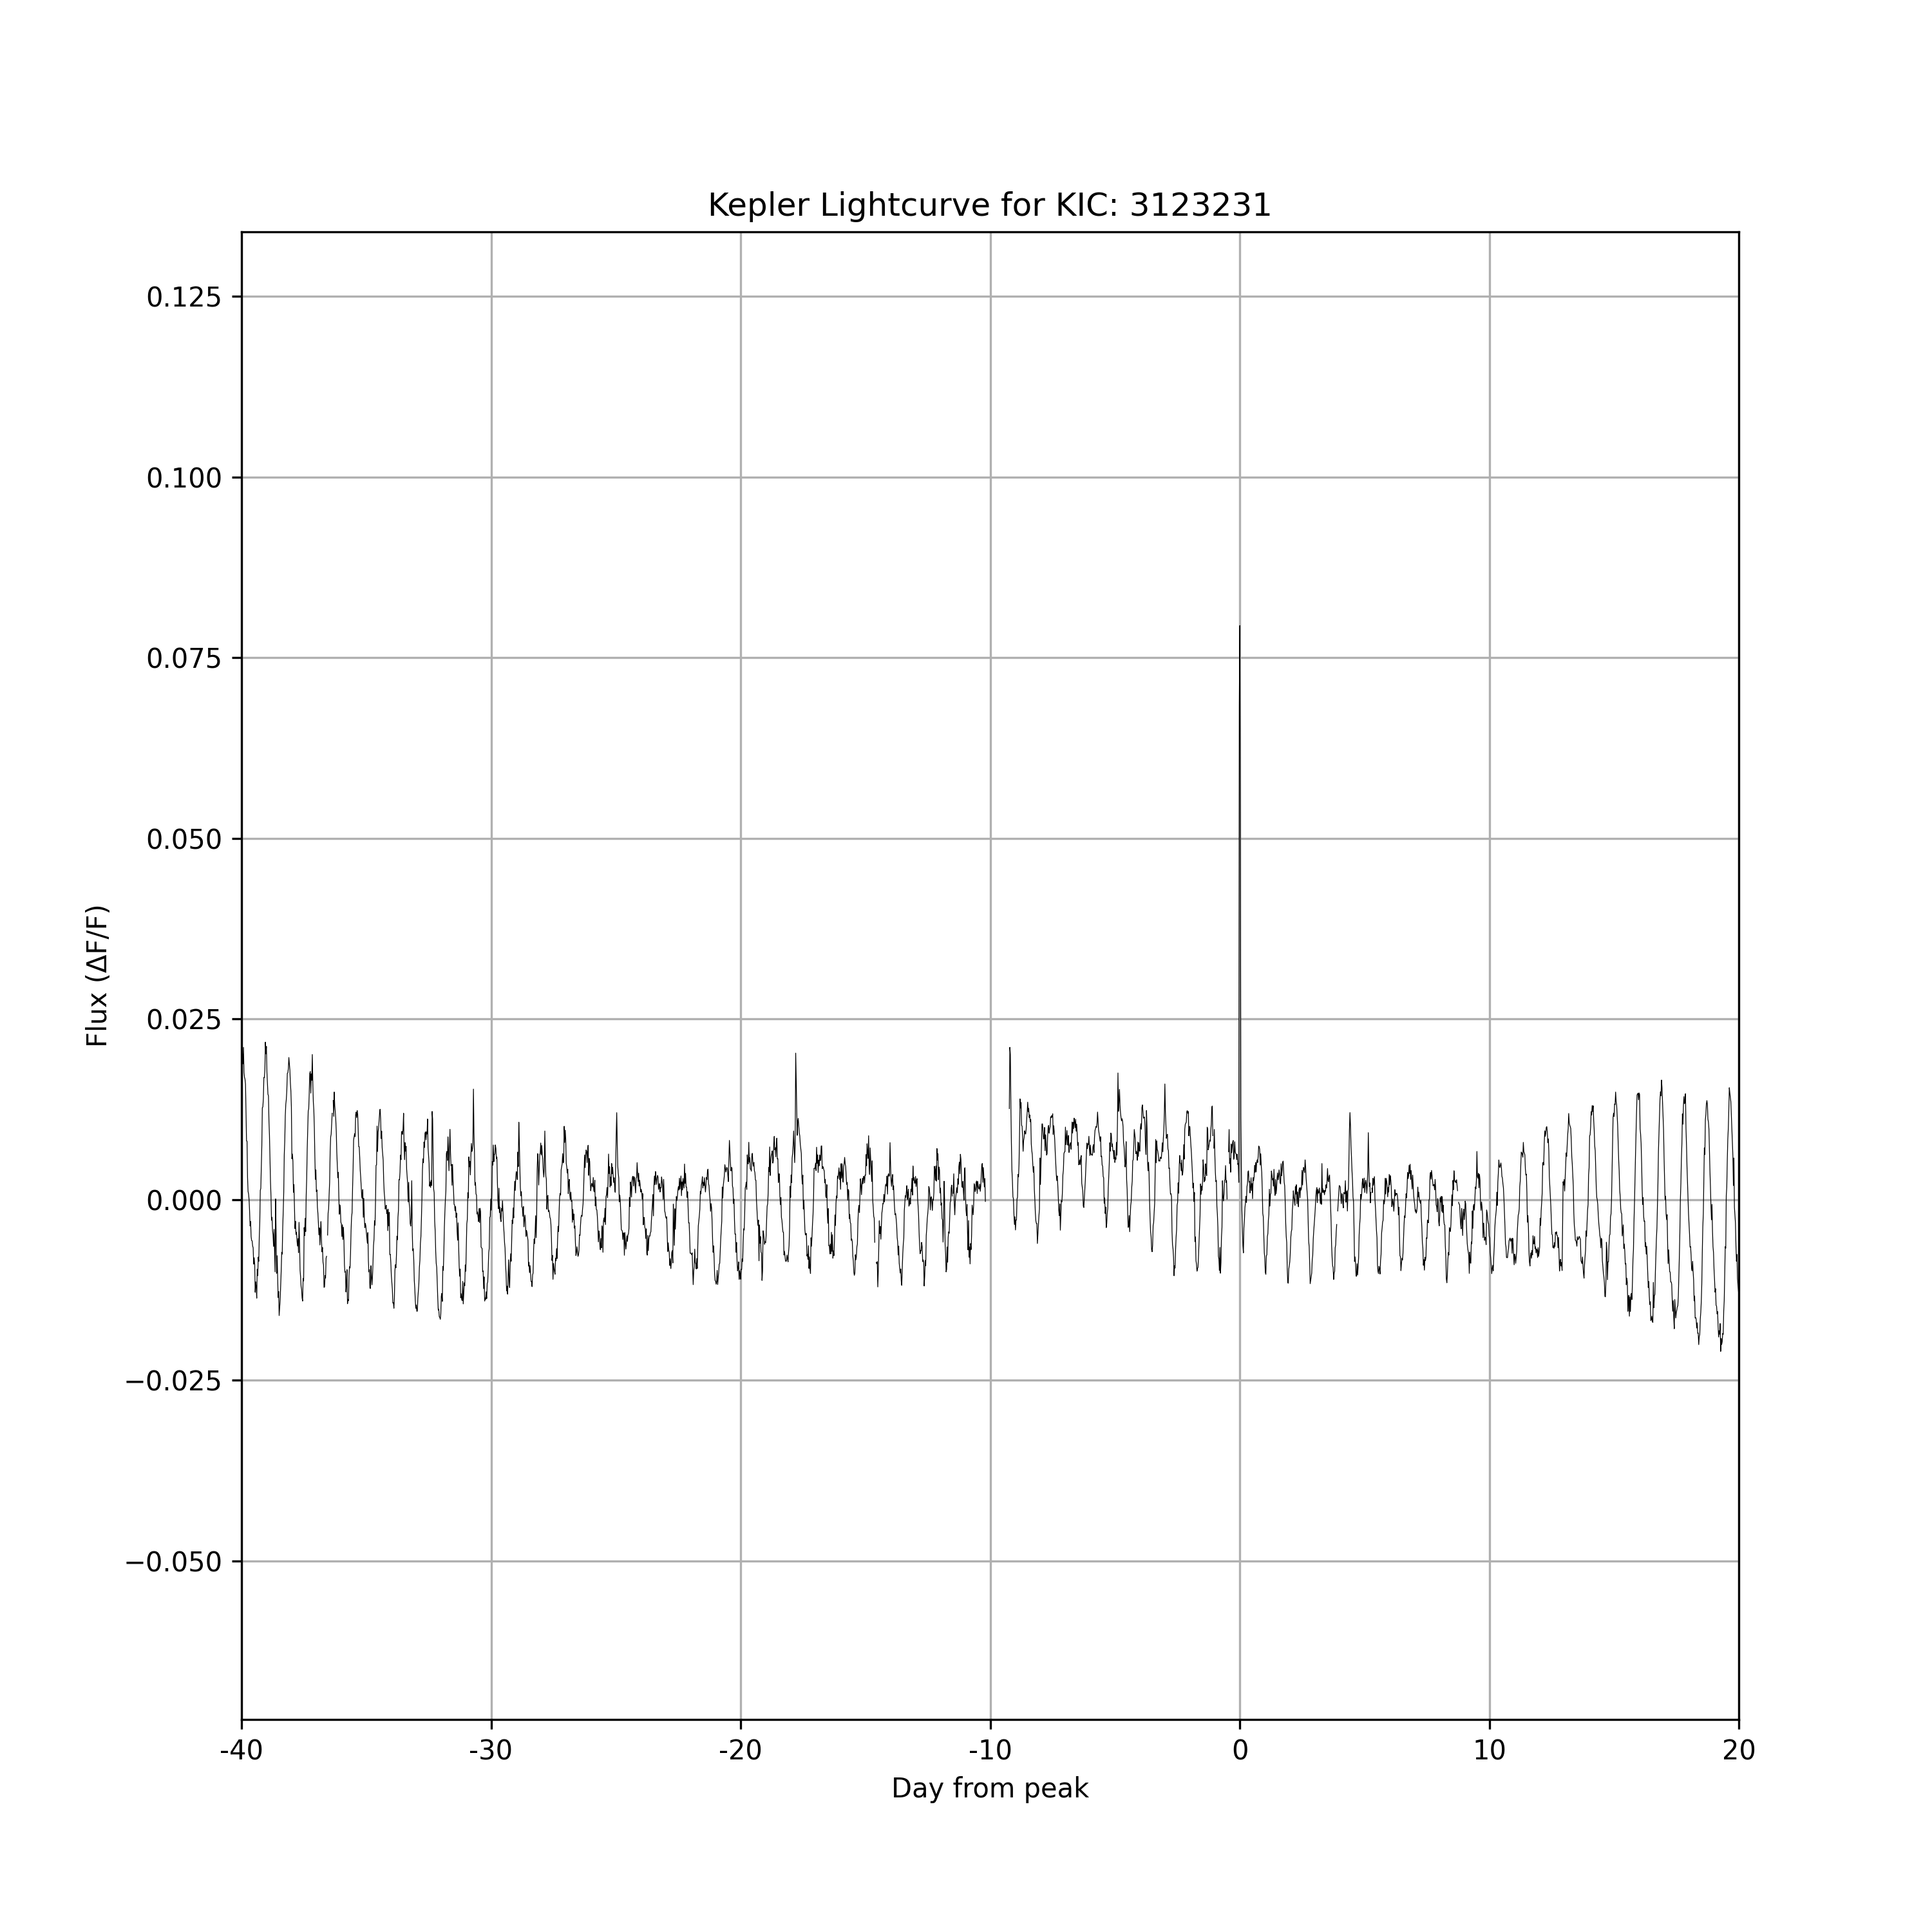 Kepler Lightcurve for KIC: 3123231
0.125
0.100
0.075
0.050
0.025
0.000
−0.025
−0.050
Flux (ΔF/F)
-40 -30 -20 -10 0 10 20
Day from peak